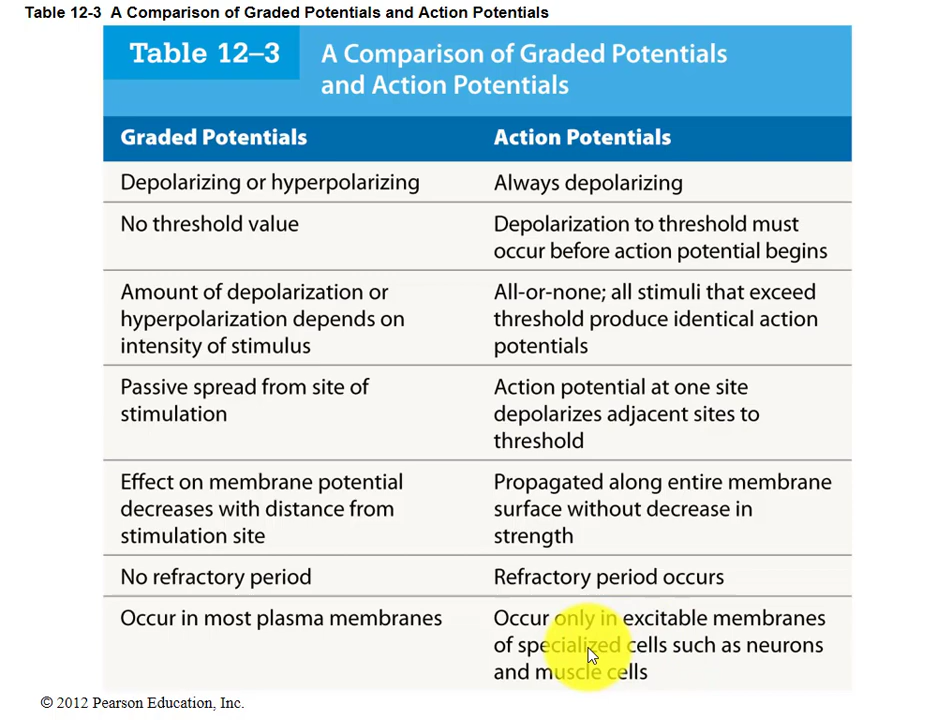 Table 12-3 A Comparison of Graded Potentials and Action Potentials
Table 12–3
A Comparison of Graded Potentials
and Action Potentials
Graded Potentials
Action Potentials
Depolarizing or hyperpolarizing
Always depolarizing
No threshold value
Depolarization to threshold must
occur before action potential begins
Amount of depolarization or
hyperpolarization depends on
intensity of stimulus
All-or-none; all stimuli that exceed
threshold produce identical action
potentials
Passive spread from site of
stimulation
Action potential at one site
depolarizes adjacent sites to
threshold
Effect on membrane potential
decreases with distance from
stimulation site
Propagated along entire membrane
surface without decrease in
strength
No refractory period
Refractory period occurs
Occur in most plasma membranes
Occur only in excitable membranes
of specialized cells such as neurons
and muscle cells
© 2012 Pearson Education, Inc.